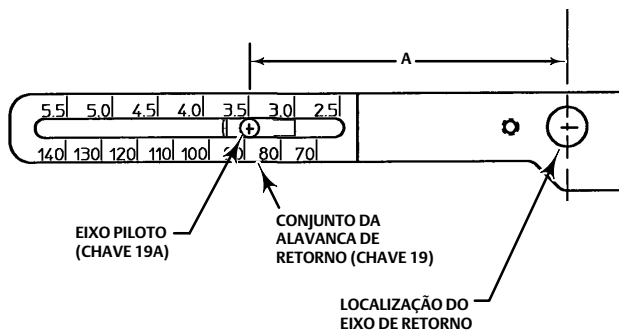 A
5.5 5.0 4.5 4.0 3.5 3.0 2.5
140 130 120 110 100 90 80 70
EIXO PILOTO
(CHAVE 19A)
CONJUNTO DA
ALAVANCA DE
RETORNO (CHAVE 19)
LOCALIZAÇÃO DO
EIXO DE RETORNO